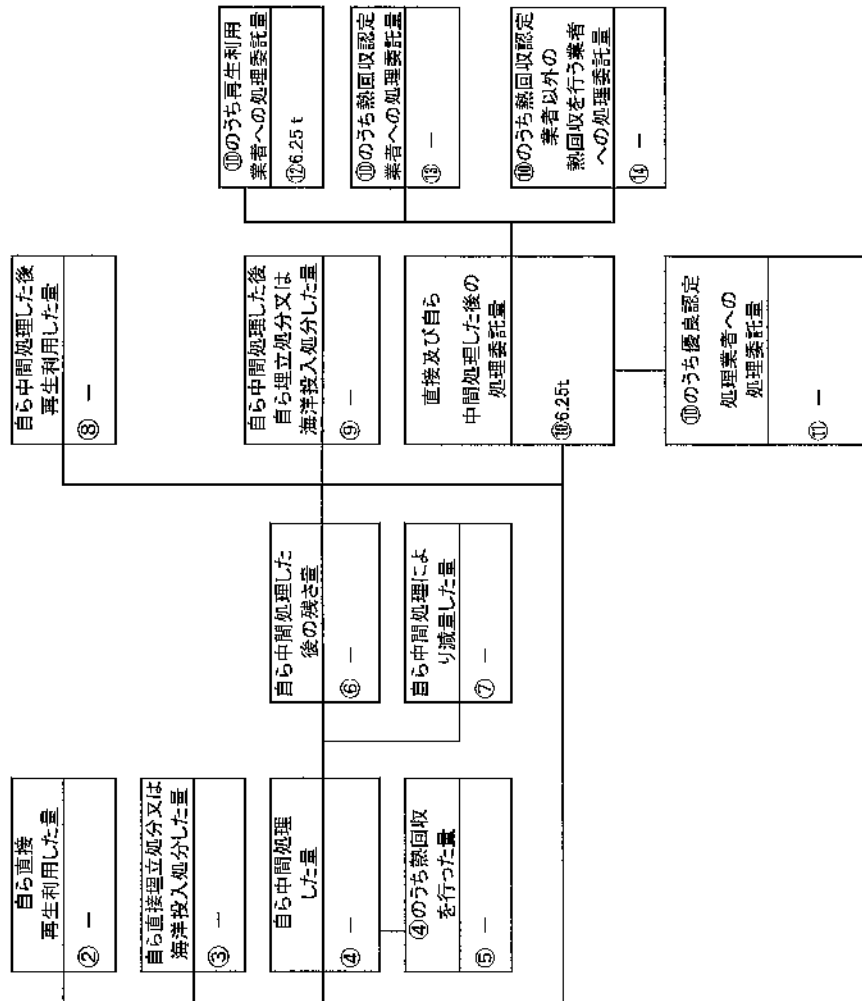 自ら直接
再生利用した量
② −
自ら直接埋立処分又は
海洋投入処分した量
③ −
自ら中間処理
した量
④ −
④のうち熱回収
を行った量
⑤ −
自ら中間処理した
後の残さ量
⑥ −
自ら中間処理によ
り減量した量
⑦ −
自ら中間処理した後
再生利用した量
⑧ −
自ら中間処理した後
自ら埋立処分又は
海洋投入処分した量
⑨ −
直接及び自ら
中間処理した後の
処理委託量
⑩6.25t
⑩のうち優良認定
処理業者への
処理委託量
⑪ −
⑩のうち再生利用
業者への処理委託量
⑫6.25 t
⑩のうち熱回収認定
業者への処理委託量
⑬ −
⑩のうち熱回収認定
業者以外の
熱回収を行う業者
への処理委託量
⑭ −